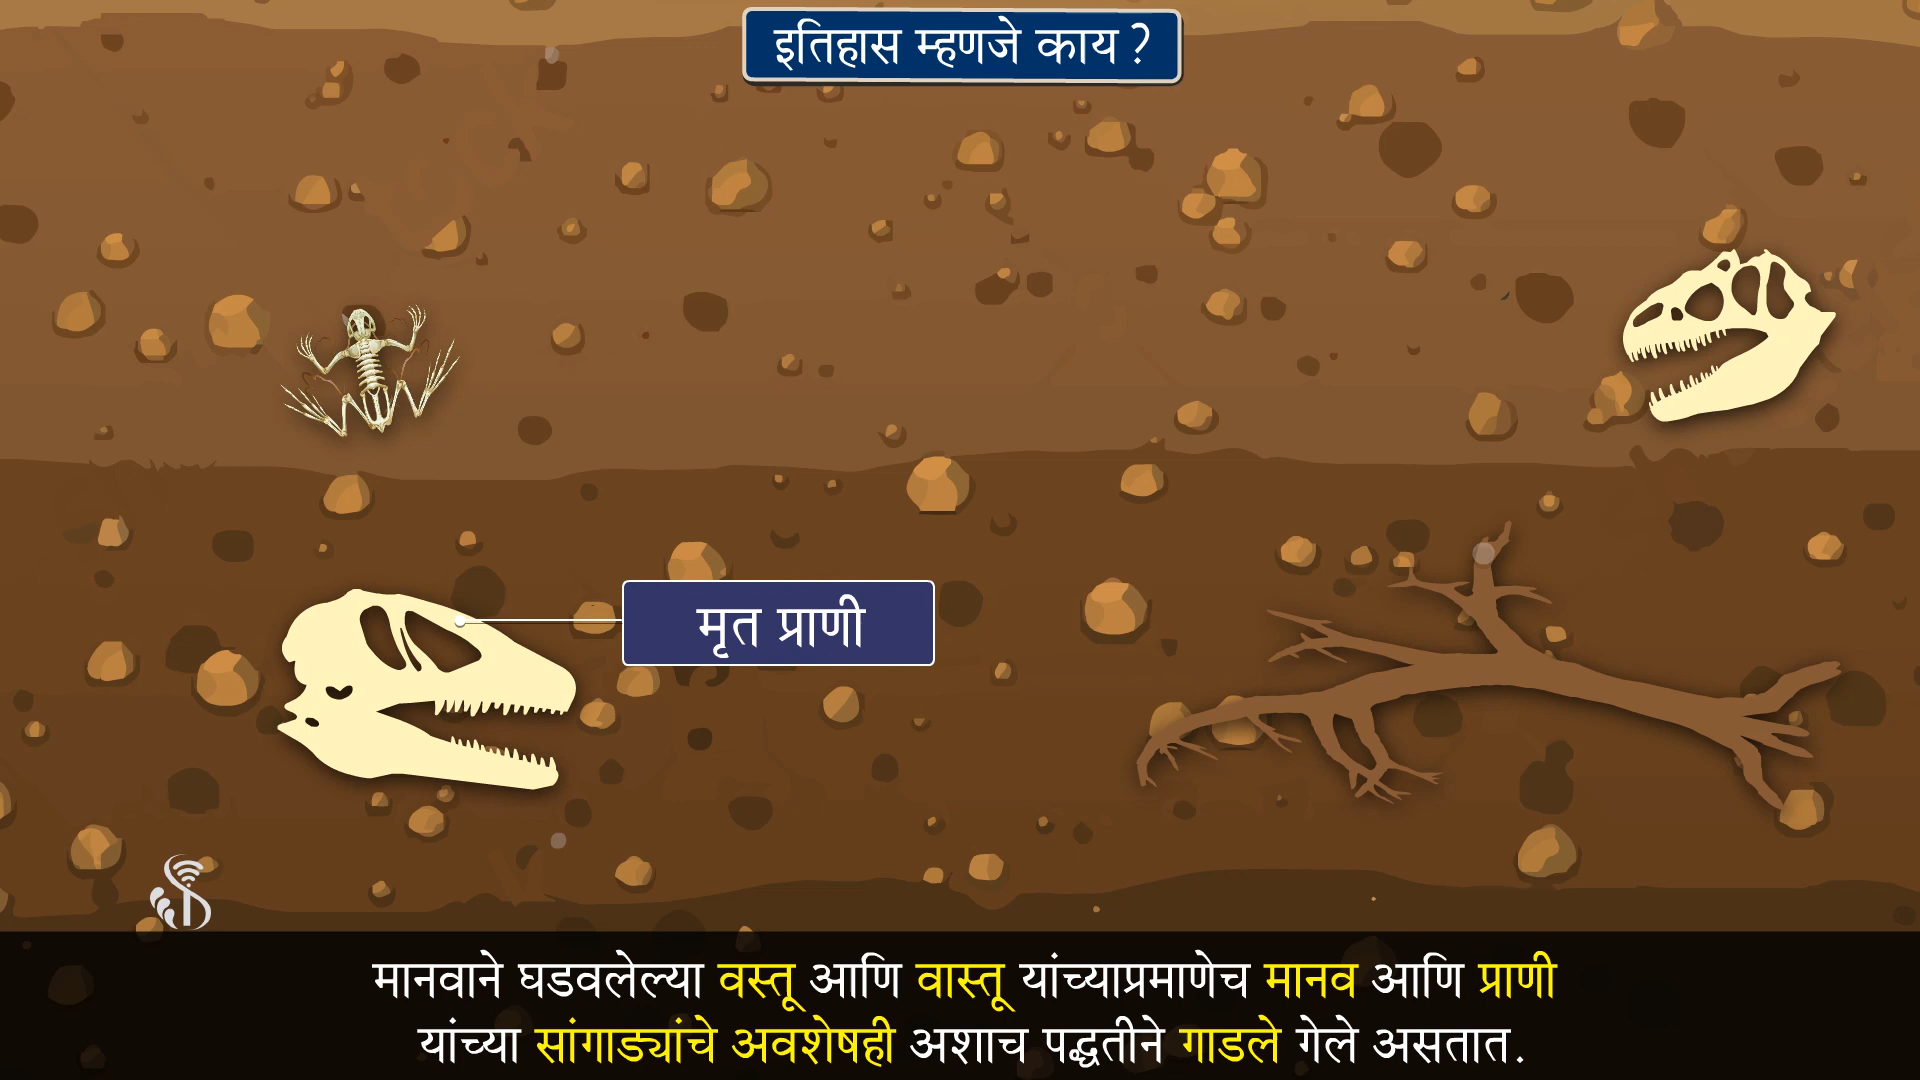 इतिहास म्हणजे काय ?
मृत प्राणी
मानवाने घडवलेल्या वस्तू आणि वास्तू यांच्याप्रमाणेच मानव आणि प्राणी
यांच्या सांगाड्यांचे अवशेषही अशाच पद्धतीने गाडले गेले असतात.